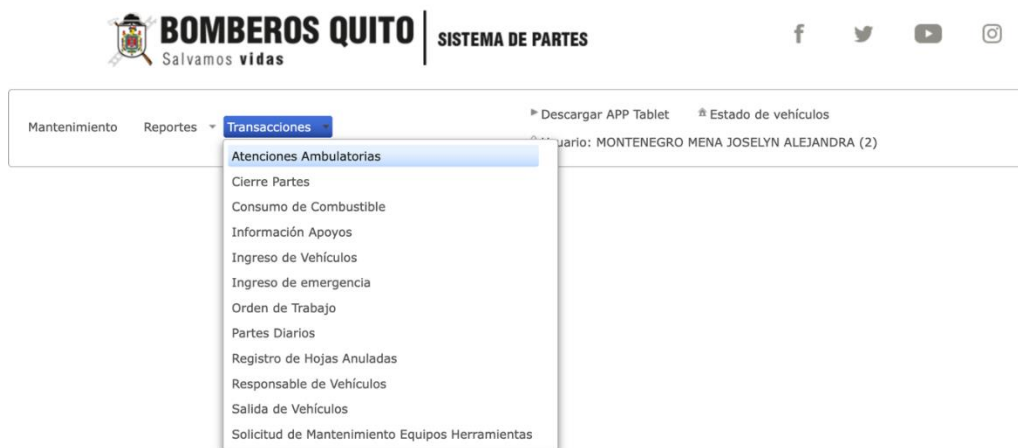 BOMBEROS QUITO
Salvamos vidas
SISTEMA DE PARTES
Mantenimiento Reportes Transacciones
Descargar APP Tablet Estado de vehículos
uario: MONTENEGRO MENA JOSELYN ALEJANDRA (2)
Atenciones Ambulatorias
Cierre Partes
Consumo de Combustible
Información Apoyos
Ingreso de Vehículos
Ingreso de emergencia
Orden de Trabajo
Partes Diarios
Registro de Hojas Anuladas
Responsable de Vehículos
Salida de Vehículos
Solicitud de Mantenimiento Equipos Herramientas